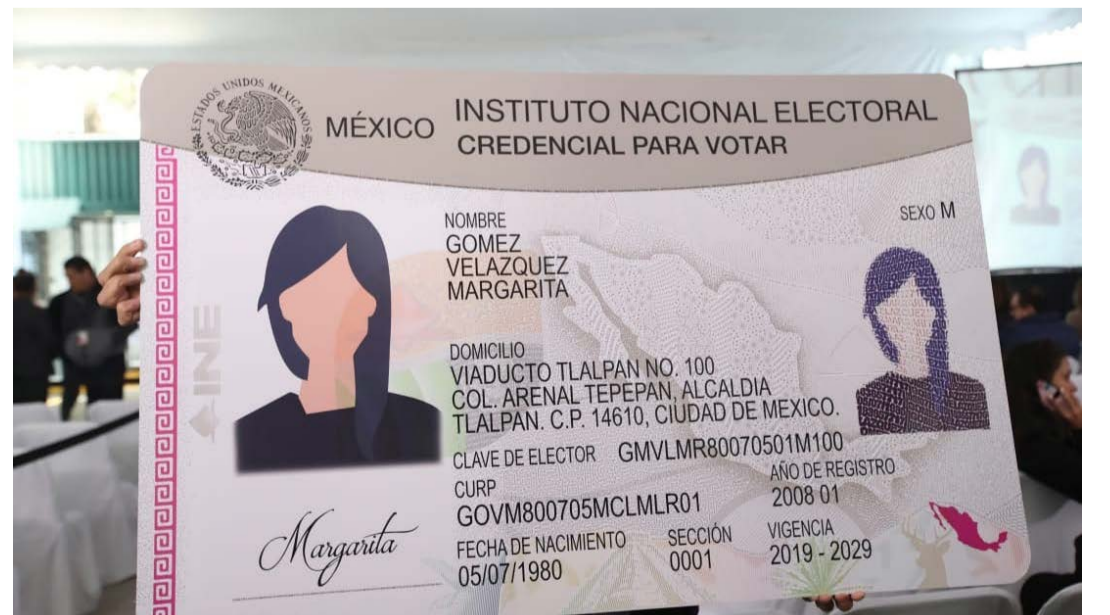 ESTADOS UNIDOS MEXICANOS
MÉXICO
INSTITUTO NACIONAL ELECTORAL
CREDENCIAL PARA VOTAR
NOMBRE
GOMEZ
VELAZQUEZ
MARGARITA
SEXO M
DOMICILIO
VIADUCTO TLALPAN NO. 100
COL. ARENAL TEPEPAN, ALCALDIA
TLALPAN. C.P. 14610, CIUDAD DE MEXICO.
CLAVE DE ELECTOR GMVLMR80070501M100
CURP
GOVM800705MCLMLR01
AÑO DE REGISTRO
2008 01
FECHA DE NACIMIENTO
05/07/1980
SECCIÓN
0001
VIGENCIA
2019 - 2029
INE
Margarita